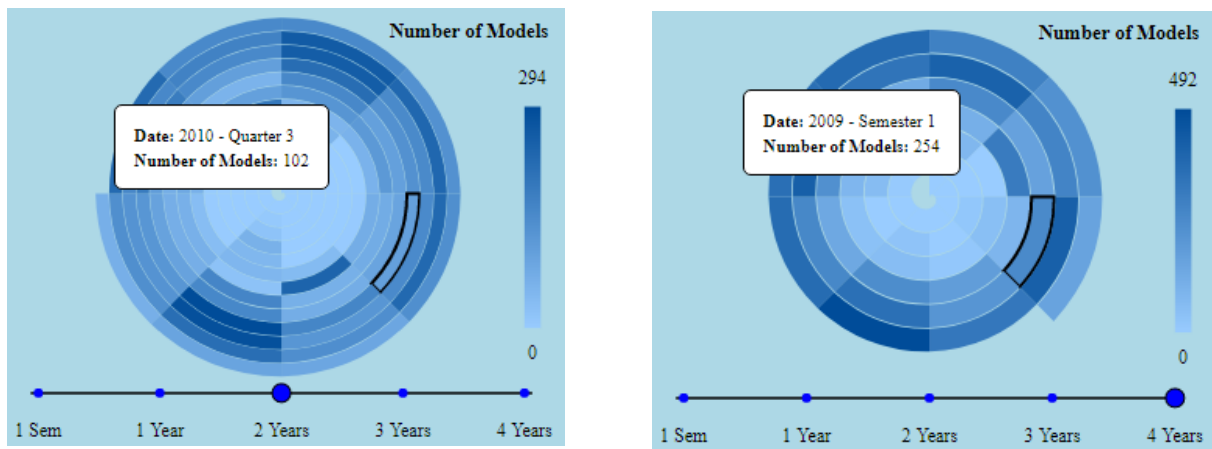 Number of Models
294
Date: 2010 - Quarter 3
Number of Models: 102
0
1 Sem
1 Year
2 Years
3 Years
4 Years
Number of Models
492
Date: 2009 - Semester 1
Number of Models: 254
0
1 Sem
1 Year
2 Years
3 Years
4 Years